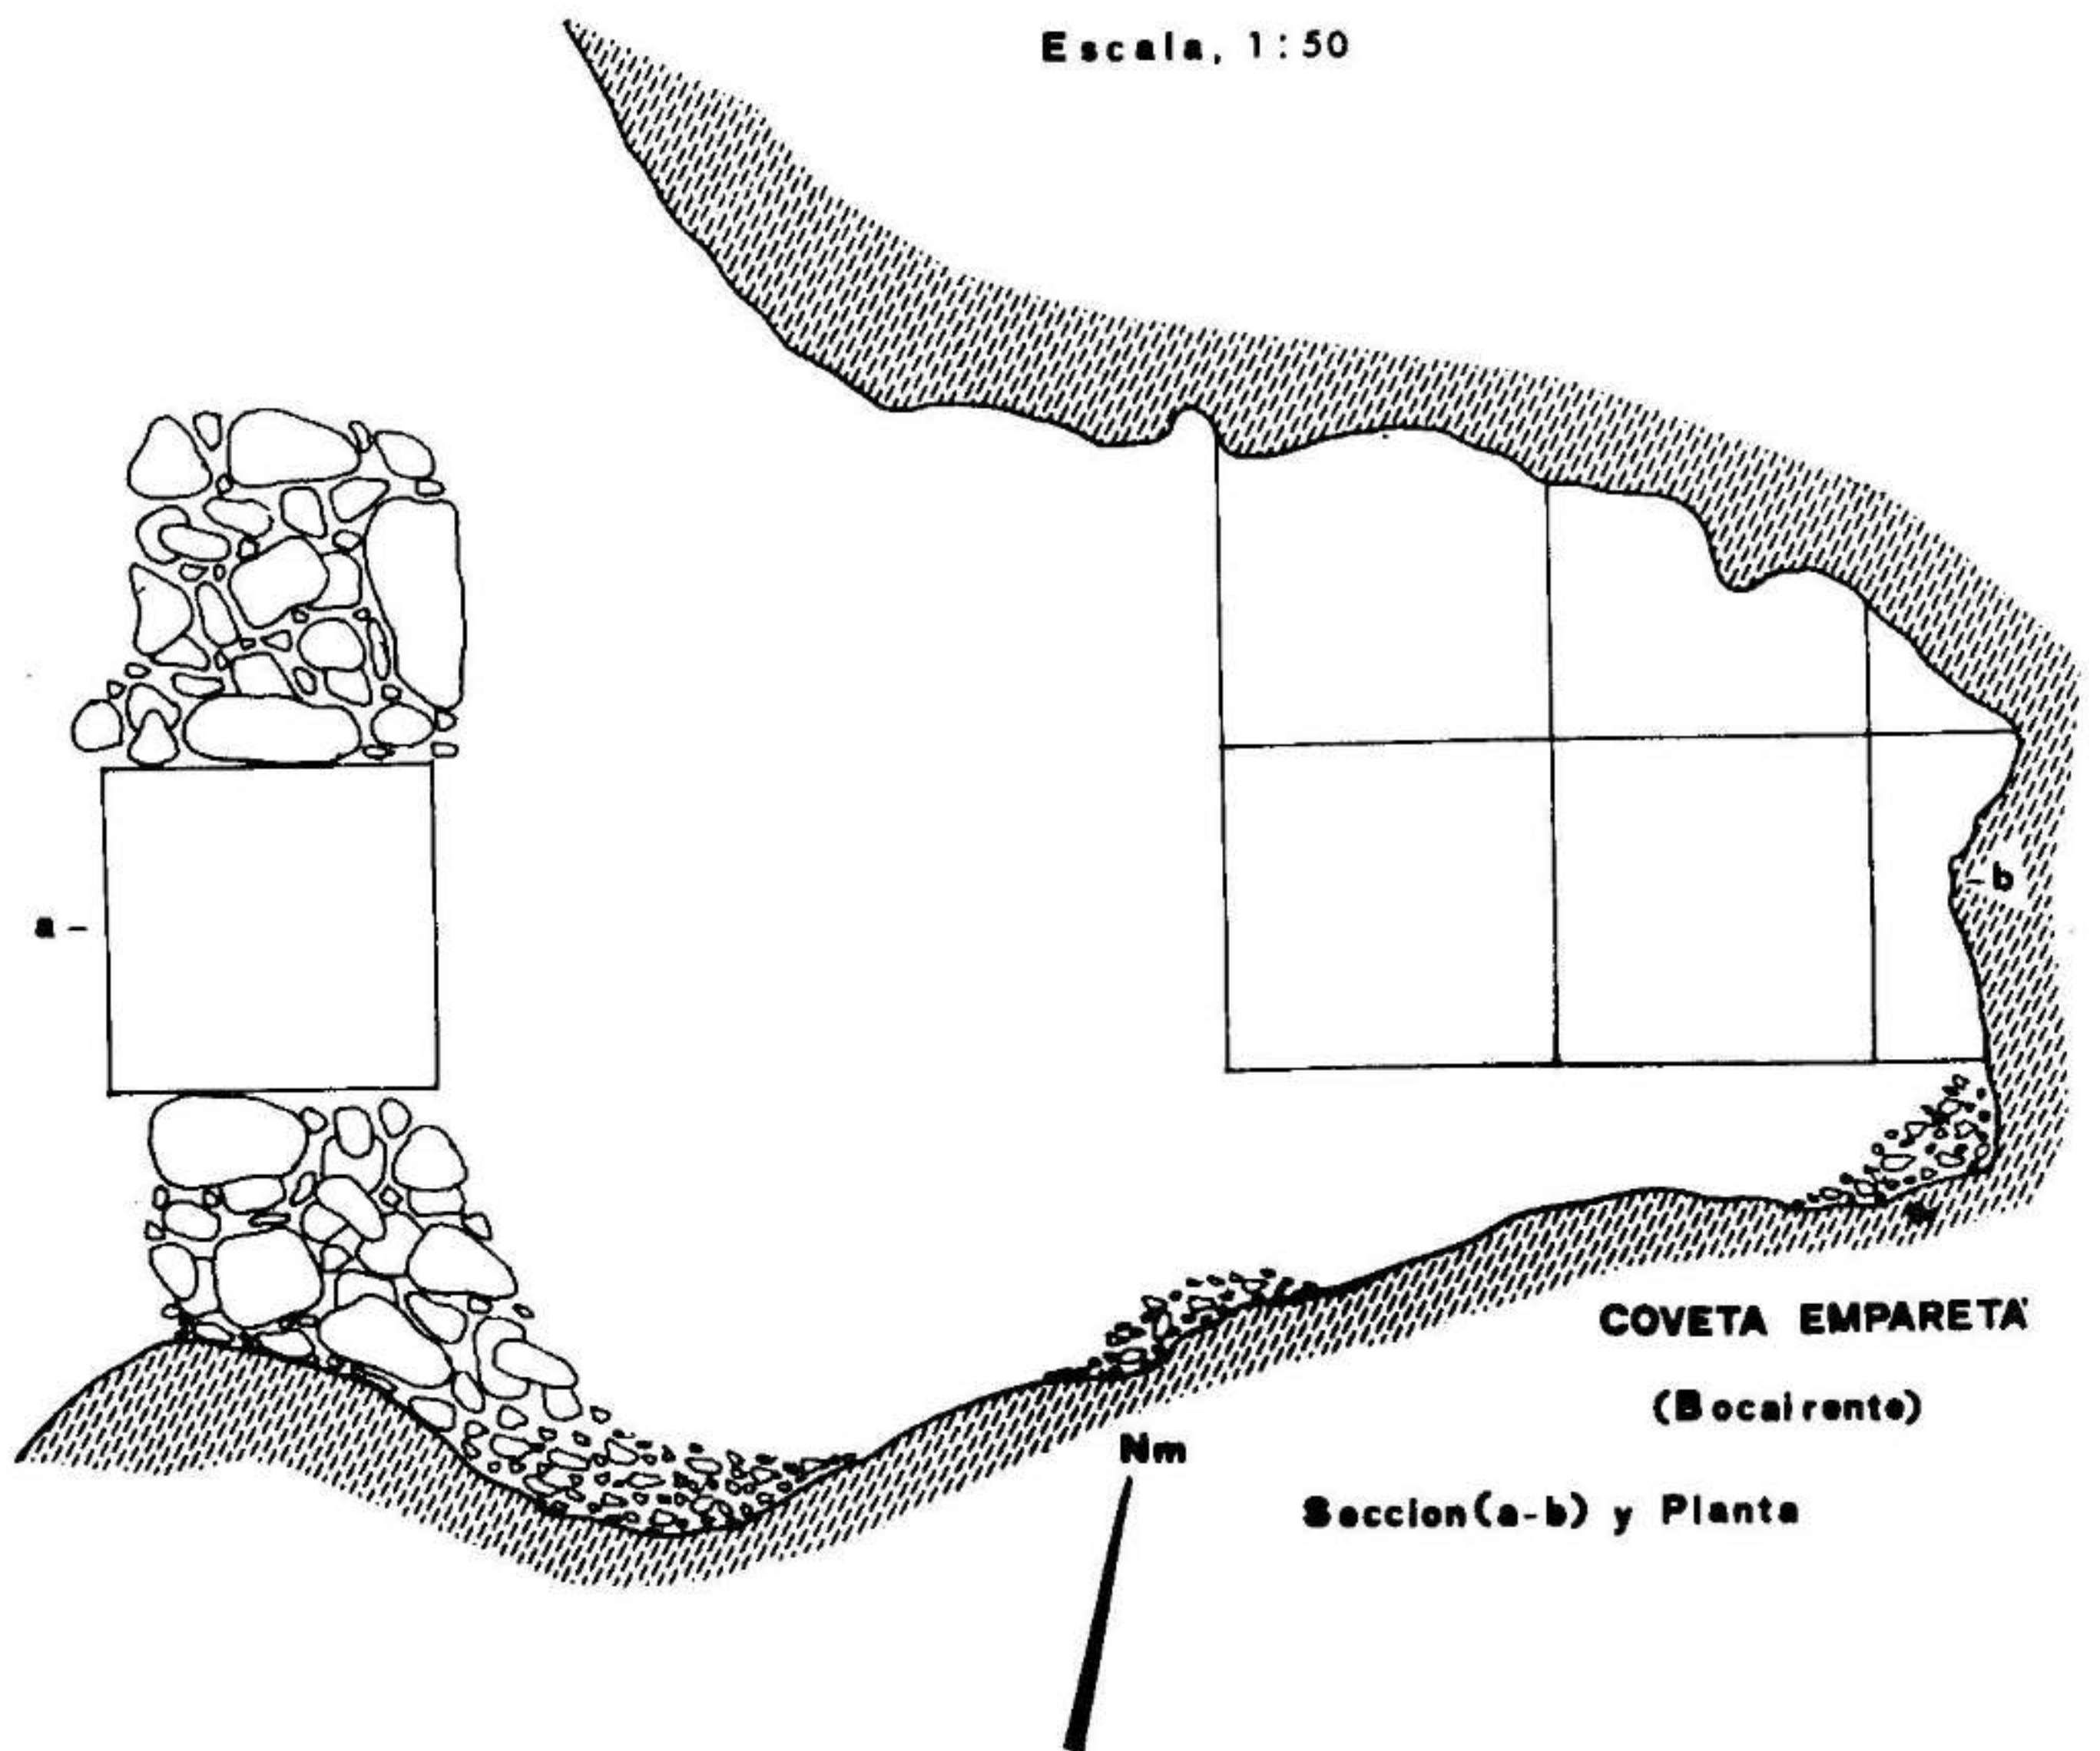 Escala, 1:50
a -
- b
COVETA EMPARETÀ
(Bocairente)
Nm
Seccion(a-b) y Planta